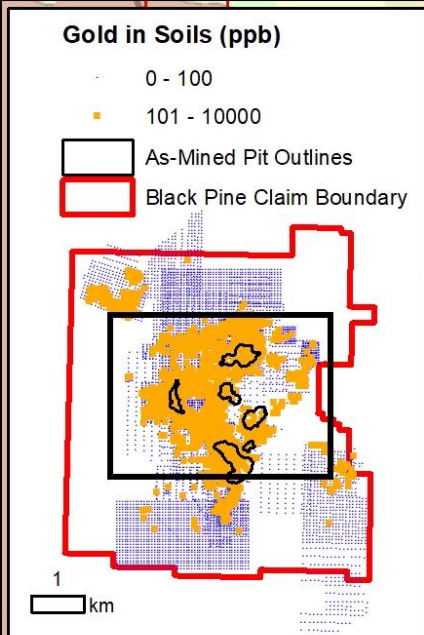 Gold in Soils (ppb)
0 - 100
101 - 10000
As-Mined Pit Outlines
Black Pine Claim Boundary
1
km